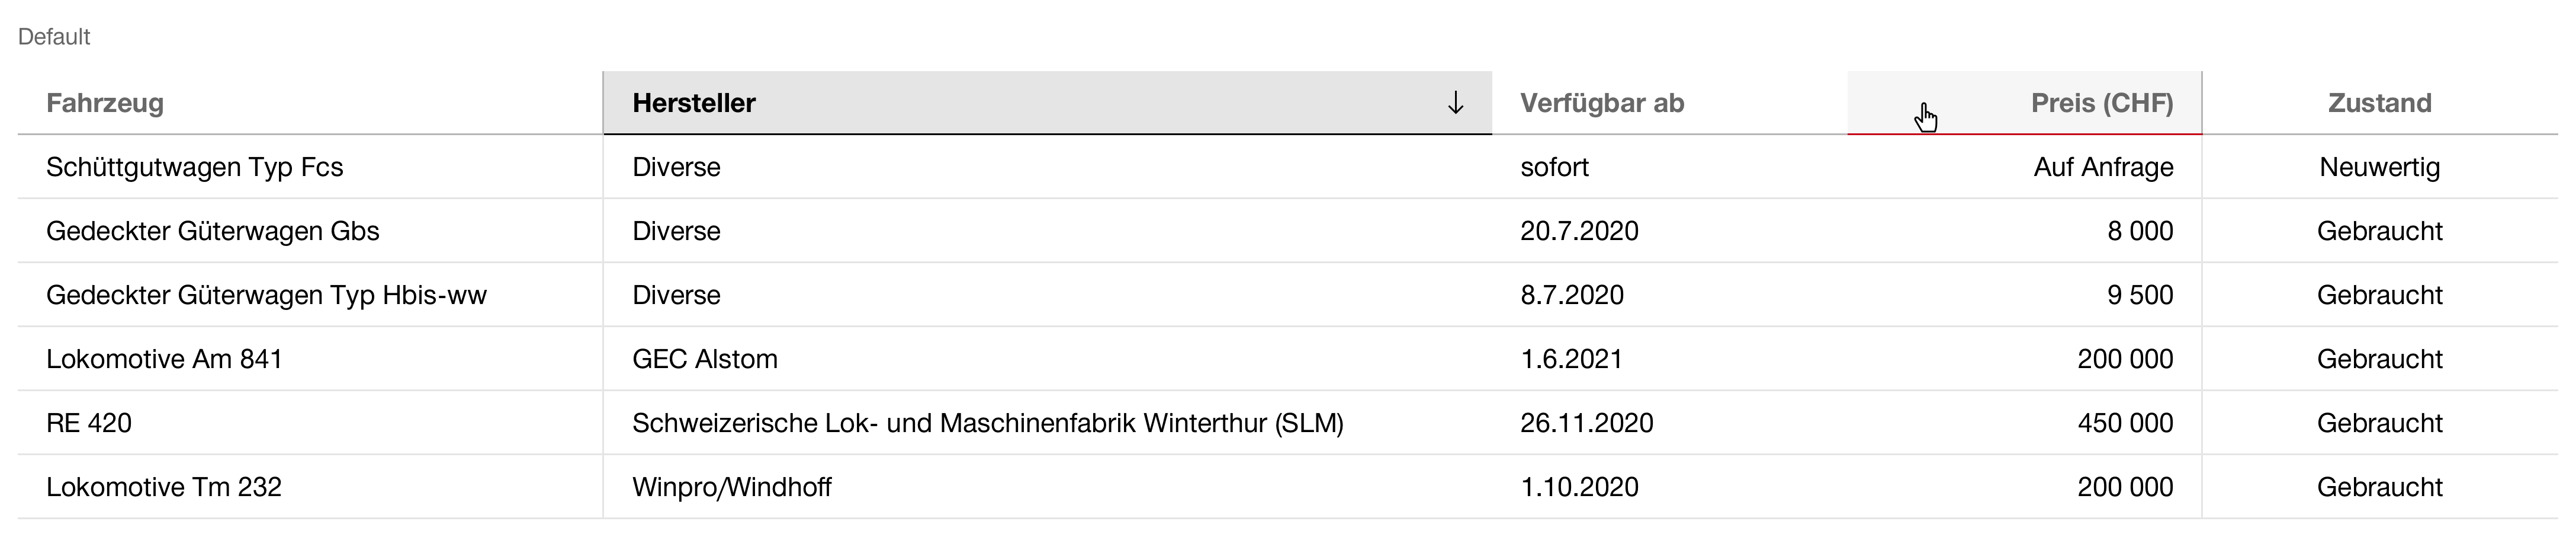 Default
Fahrzeug Hersteller Verfügbar ab Preis (CHF) Zustand
Schüttgutwagen Typ Fcs Diverse sofort Auf Anfrage Neuwertig
Gedeckter Güterwagen Gbs Diverse 20.7.2020 8 000 Gebraucht
Gedeckter Güterwagen Typ Hbis-ww Diverse 8.7.2020 9 500 Gebraucht
Lokomotive Am 841 GEC Alstom 1.6.2021 200 000 Gebraucht
RE 420 Schweizerische Lok- und Maschinenfabrik Winterthur (SLM) 26.11.2020 450 000 Gebraucht
Lokomotive Tm 232 Winpro/Windhoff 1.10.2020 200 000 Gebraucht